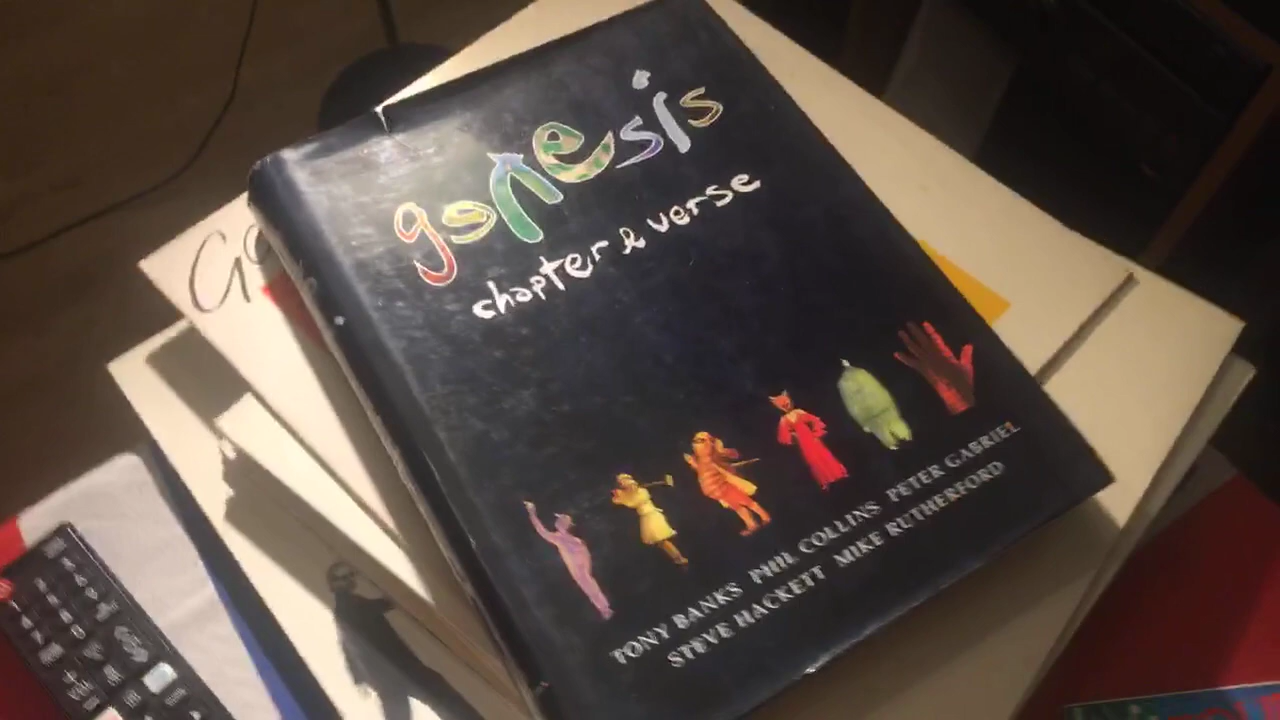 genesis
chapter & verse
TONY BANKS PHIL COLLINS PETER GABRIEL
STEVE HACKETT MIKE RUTHERFORD